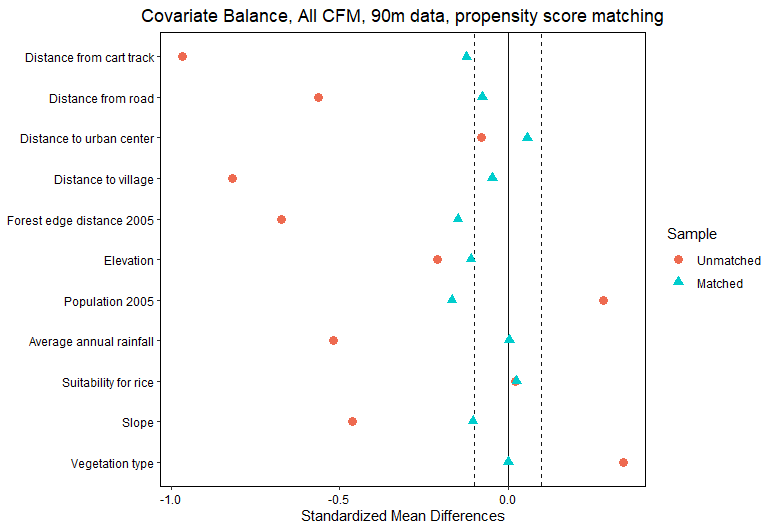 Covariate Balance, All CFM, 90m data, propensity score matching
Distance from cart track
Distance from road
Distance to urban center
Distance to village
Forest edge distance 2005
Elevation
Population 2005
Average annual rainfall
Suitability for rice
Slope
Vegetation type
-1.0
-0.5
0.0
Standardized Mean Differences
Sample
Unmatched
Matched